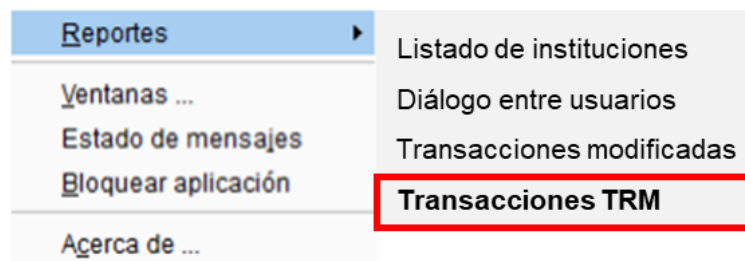 Reportes
Ventanas ...
Estado de mensajes
Bloquear aplicación
Acerca de ...
Listado de instituciones
Diálogo entre usuarios
Transacciones modificadas
Transacciones TRM